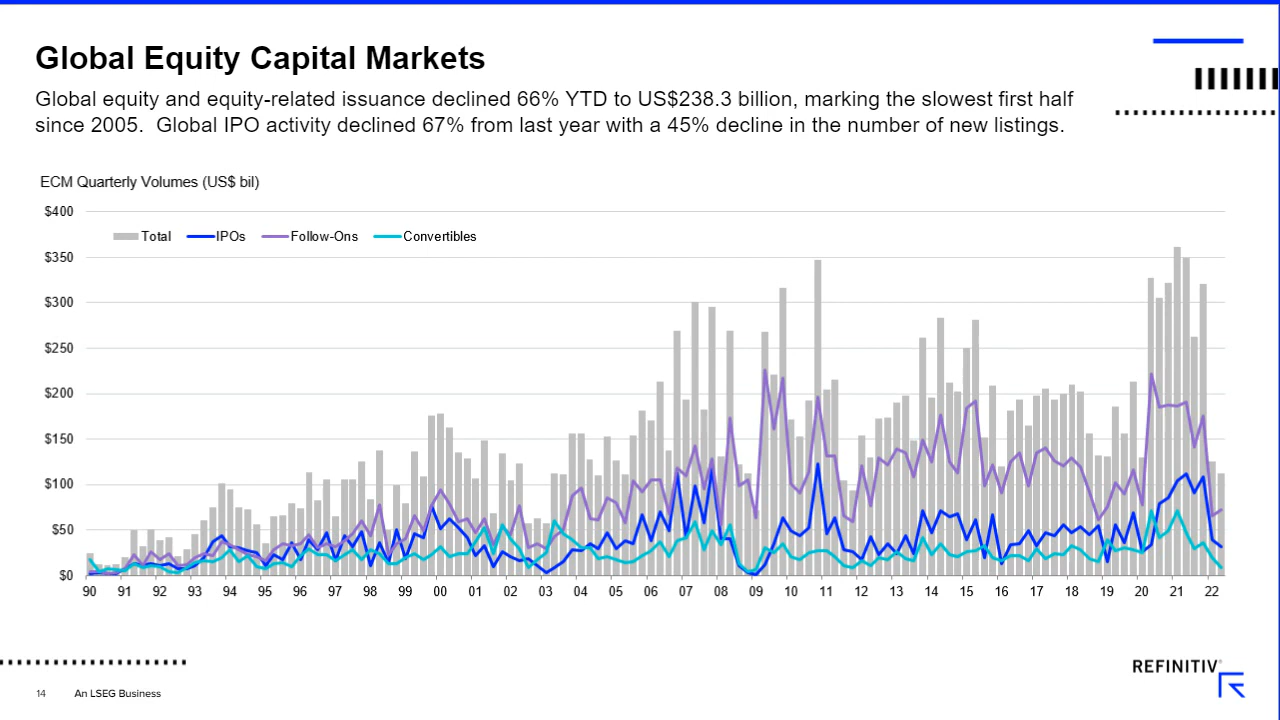 Global Equity Capital Markets
Global equity and equity-related issuance declined 66% YTD to US$238.3 billion, marking the slowest first half
since 2005.  Global IPO activity declined 67% from last year with a 45% decline in the number of new listings.
ECM Quarterly Volumes (US$ bil)
$400
Total IPOs Follow-Ons Convertibles
$350
$300
$250
$200
$150
$100
$50
$0
90 91 92 93 94 95 96 97 98 99 00 01 02 03 04 05 06 07 08 09 10 11 12 13 14 15 16 17 18 19 20 21 22
REFINITIV
14 An LSEG Business